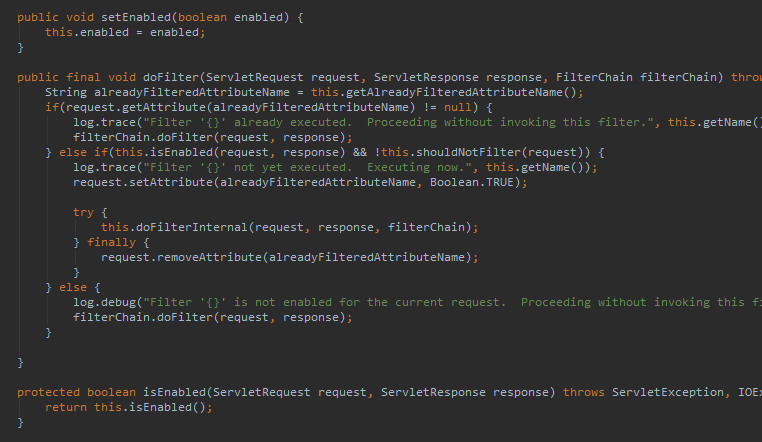 public void setEnabled(boolean enabled) {
    this.enabled = enabled;
}
public final void doFilter(ServletRequest request, ServletResponse response, FilterChain filterChain) throw
    String alreadyFilteredAttributeName = this.getAlreadyFilteredAttributeName();
    if(request.getAttribute(alreadyFilteredAttributeName) != null) {
        log.trace("Filter '{}' already executed.  Proceeding without invoking this filter.", this.getName()
        filterChain.doFilter(request, response);
    } else if(this.isEnabled(request, response) && !this.shouldNotFilter(request)) {
        log.trace("Filter '{}' not yet executed.  Executing now.", this.getName());
        request.setAttribute(alreadyFilteredAttributeName, Boolean.TRUE);
        try {
            this.doFilterInternal(request, response, filterChain);
        } finally {
            request.removeAttribute(alreadyFilteredAttributeName);
        }
    } else {
        log.debug("Filter '{}' is not enabled for the current request.  Proceeding without invoking this fi
        filterChain.doFilter(request, response);
    }
}
protected boolean isEnabled(ServletRequest request, ServletResponse response) throws ServletException, IOEx
    return this.isEnabled();
}